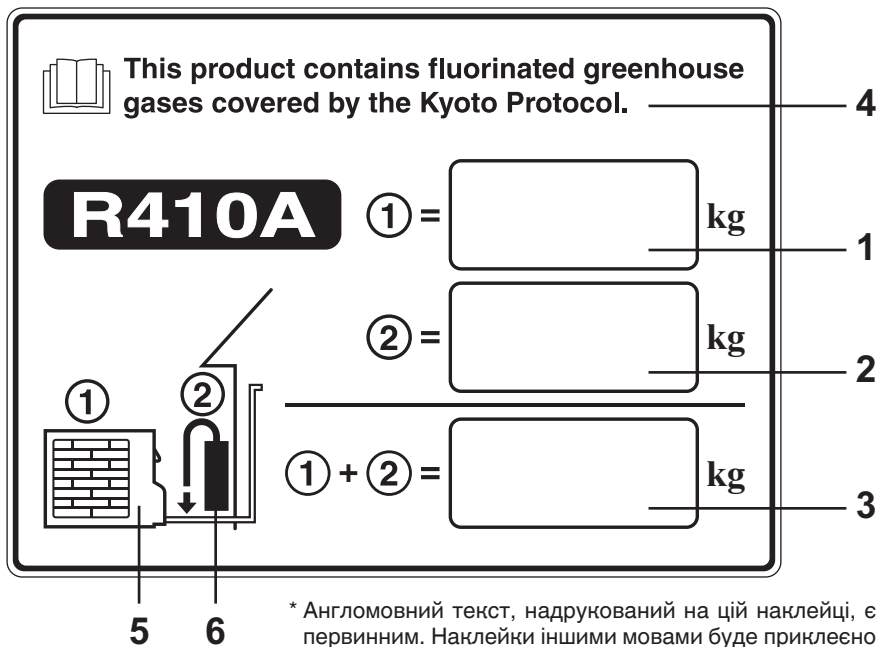 This product contains fluorinated greenhouse
gases covered by the Kyoto Protocol.
4
R410A
① =
kg
1
② =
kg
2
①
②
① + ② =
kg
3
5
6
* Англомовний текст, надрукований на цій наклейці, є
первинним. Наклейки іншими мовами буде приклеєно